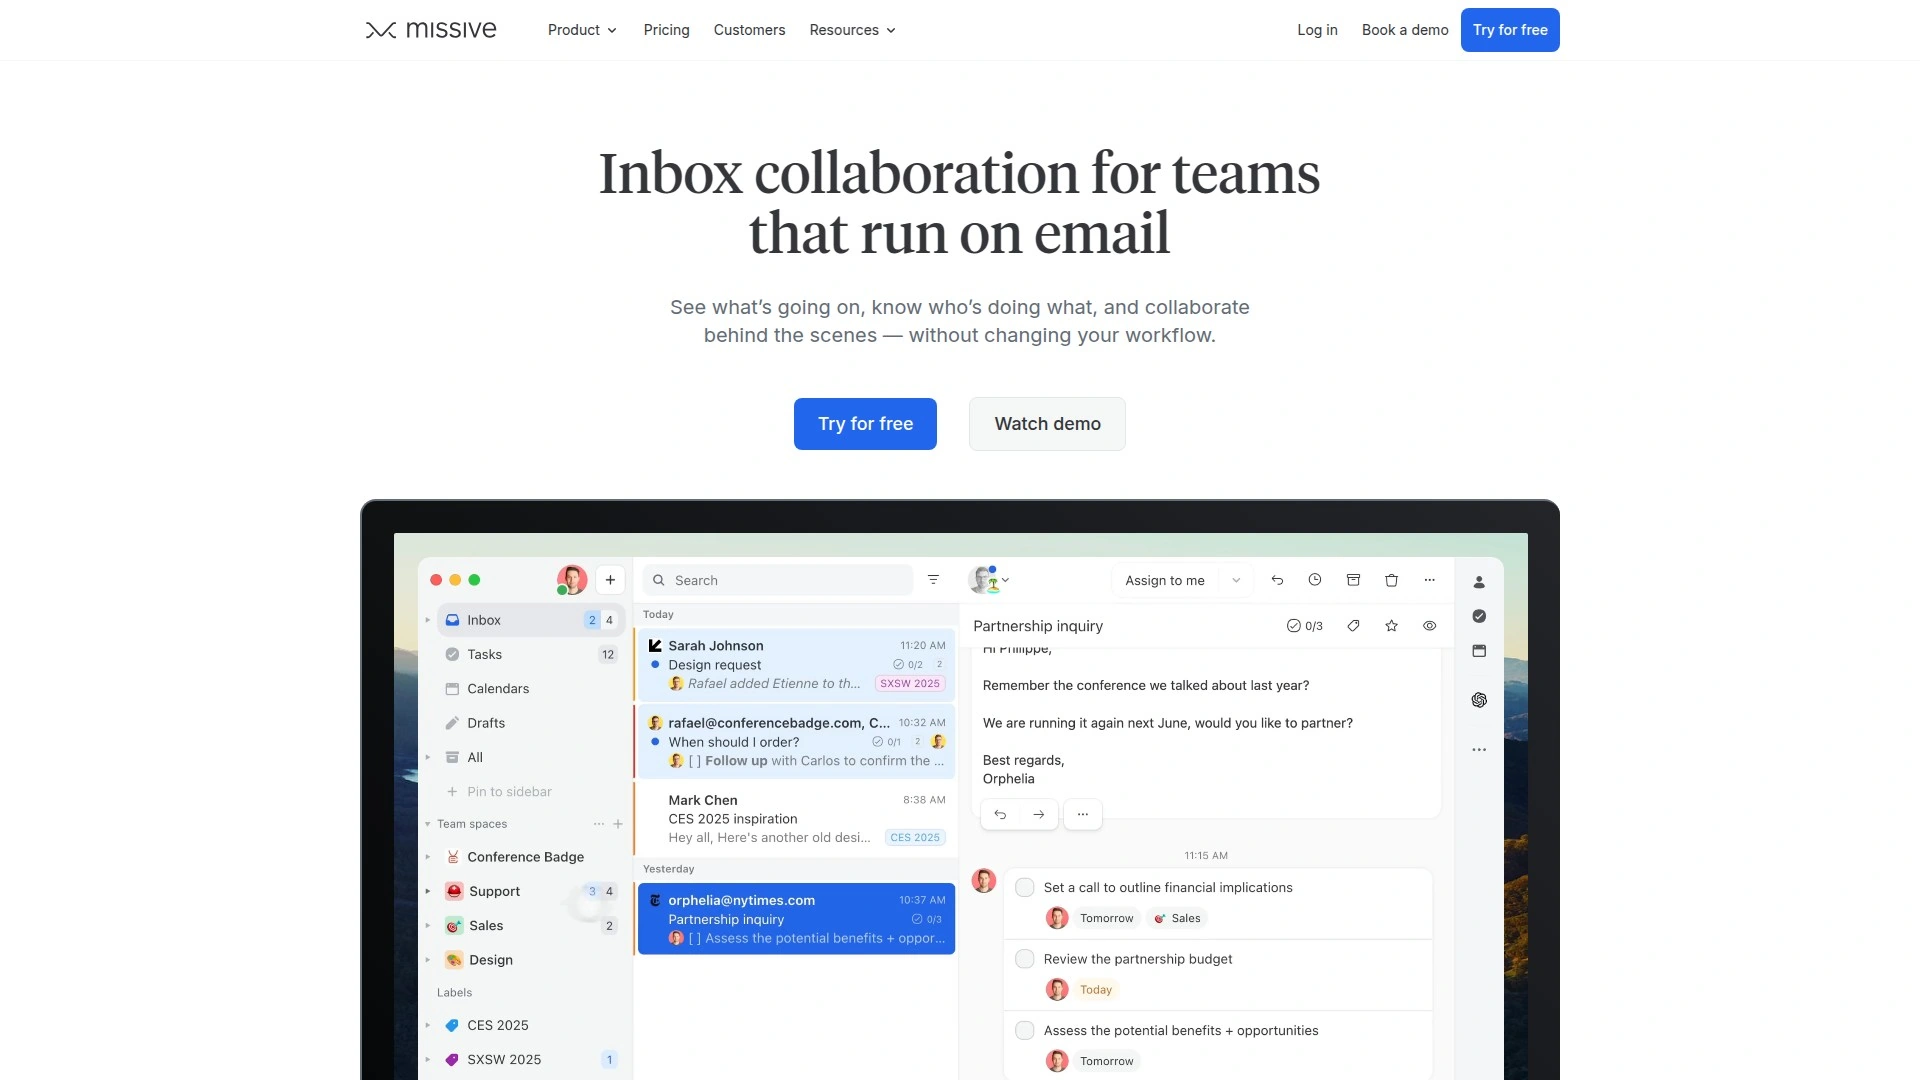 missive
Product
Pricing
Customers
Resources
Log in
Book a demo
Try for free
Inbox collaboration for teams
that run on email
See what’s going on, know who’s doing what, and collaborate
behind the scenes — without changing your workflow.
Try for free
Watch demo
Inbox 2 4
Tasks 12
Calendars
Drafts
All
Pin to sidebar
Team spaces
Conference Badge
Support 3 4
Sales 2
Design
Labels
CES 2025
SXSW 2025 1
Search
Today
Sarah Johnson 11:20 AM
Design request 0/2 2
Rafael added Etienne to th... SXSW 2025
rafael@conferencebadge.com, C... 10:32 AM
When should I order? 0/1 2
[ ] Follow up with Carlos to confirm the ...
Mark Chen 8:38 AM
CES 2025 inspiration
Hey all, Here's another old desi... CES 2025
Yesterday
orphelia@nytimes.com 10:37 AM
Partnership inquiry 0/3
[ ] Assess the potential benefits + oppor...
Assign to me
Partnership inquiry 0/3
Hi Philippe,
Remember the conference we talked about last year?
We are running it again next June, would you like to partner?
Best regards,
Orphelia
11:15 AM
Set a call to outline financial implications
Tomorrow Sales
Review the partnership budget
Today
Assess the potential benefits + opportunities
Tomorrow